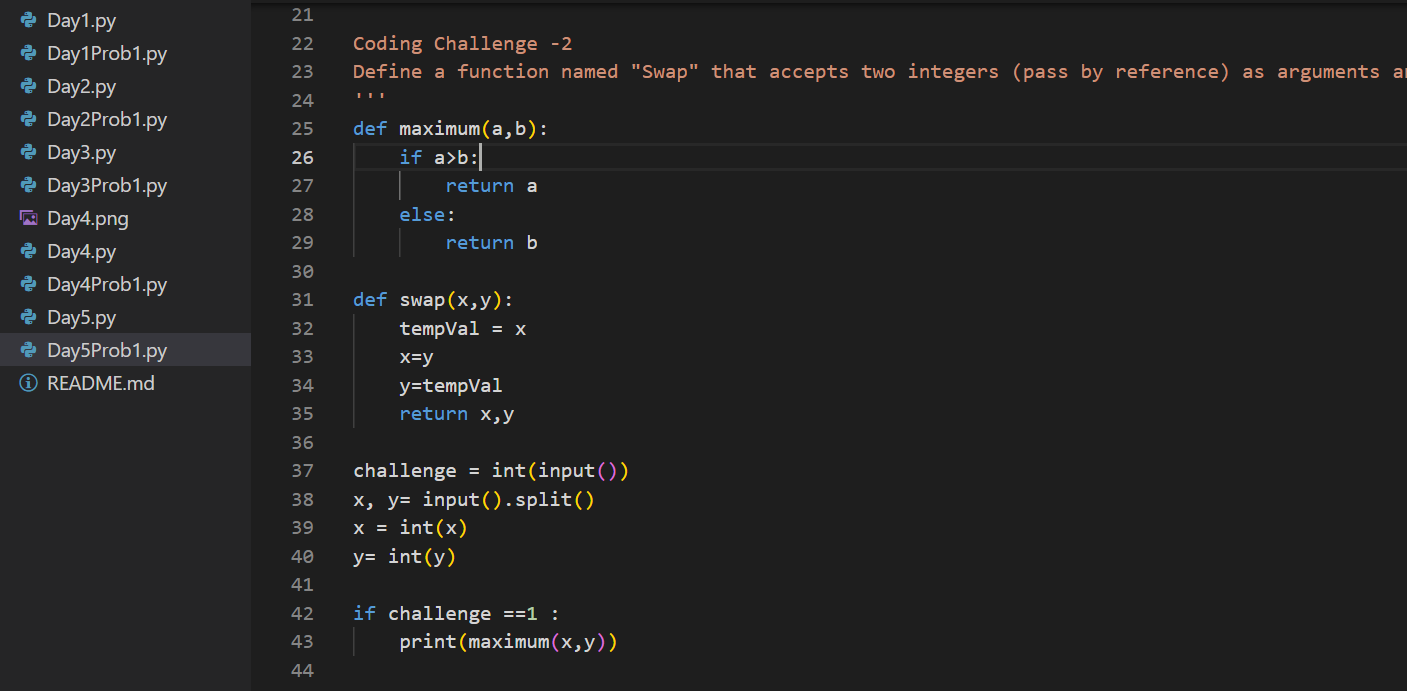 Day1.py
Day1Prob1.py
Day2.py
Day2Prob1.py
Day3.py
Day3Prob1.py
Day4.png
Day4.py
Day4Prob1.py
Day5.py
Day5Prob1.py
README.md
21
22 Coding Challenge -2
23 Define a function named "Swap" that accepts two integers (pass by reference) as arguments
24 '''
25 def maximum(a,b):
26     if a>b:
27         return a
28     else:
29         return b
30
31 def swap(x,y):
32     tempVal = x
33     x=y
34     y=tempVal
35     return x,y
36
37 challenge = int(input())
38 x, y= input().split()
39 x = int(x)
40 y= int(y)
41
42 if challenge ==1 :
43     print(maximum(x,y))
44